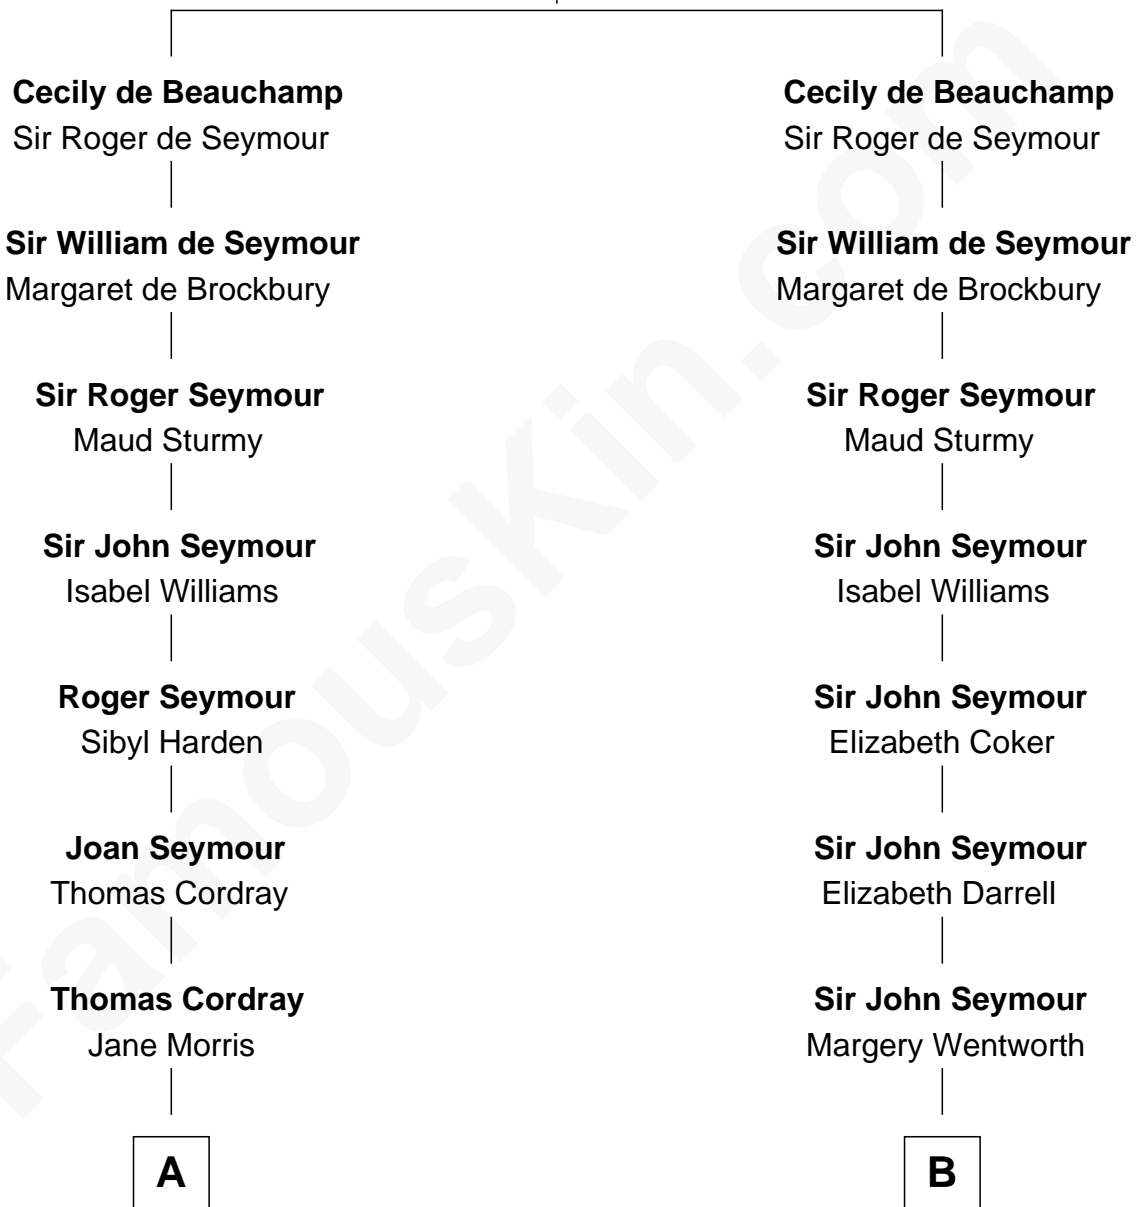 Cecily de Beauchamp
Sir Roger de Seymour
Sir William de Seymour
Margaret de Brockbury
Sir Roger Seymour
Maud Sturmy
Sir John Seymour
Isabel Williams
Roger Seymour
Sibyl Harden
Joan Seymour
Thomas Cordray
Thomas Cordray
Jane Morris
A
Cecily de Beauchamp
Sir Roger de Seymour
Sir William de Seymour
Margaret de Brockbury
Sir Roger Seymour
Maud Sturmy
Sir John Seymour
Isabel Williams
Sir John Seymour
Elizabeth Coker
Sir John Seymour
Elizabeth Darrell
Sir John Seymour
Margery Wentworth
B
FamousKin.com